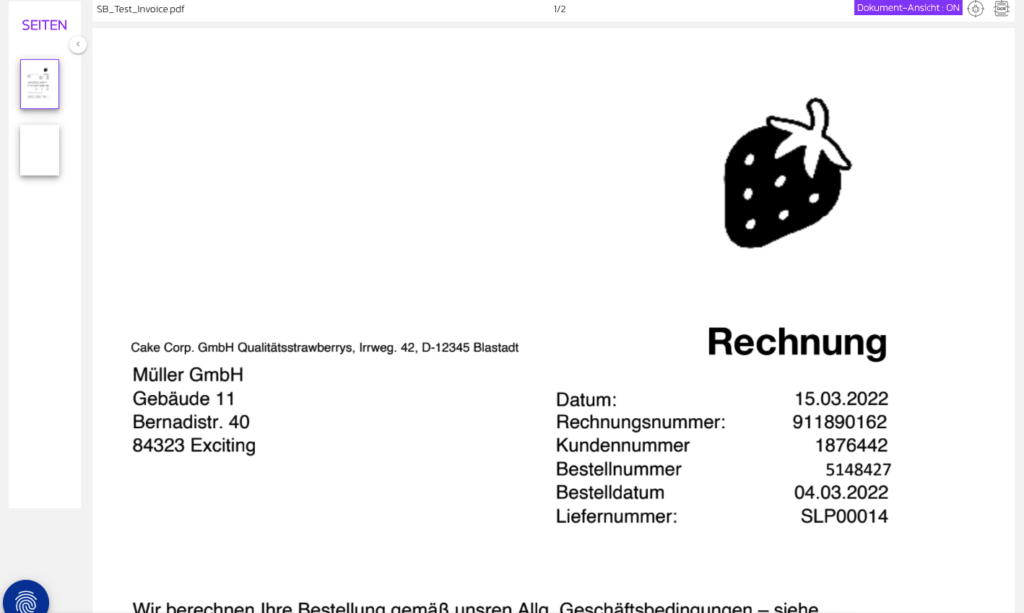 SB_Test_Invoice.pdf
1/2
Dokument-Ansicht : ON
SEITEN
Rechnung
Cake Corp. GmbH Qualitätsstrawberrys, Irrweg. 42, D-12345 Blastadt
Müller GmbH
Gebäude 11
Bernadistr. 40
84323 Exciting
Datum: 15.03.2022
Rechnungsnummer: 911890162
Kundennummer 1876442
Bestellnummer 5148427
Bestelldatum 04.03.2022
Liefernummer: SLP00014
Wir berechnen Ihre Bestellung gemäß unsren Allg. Geschäftsbedingungen – siehe